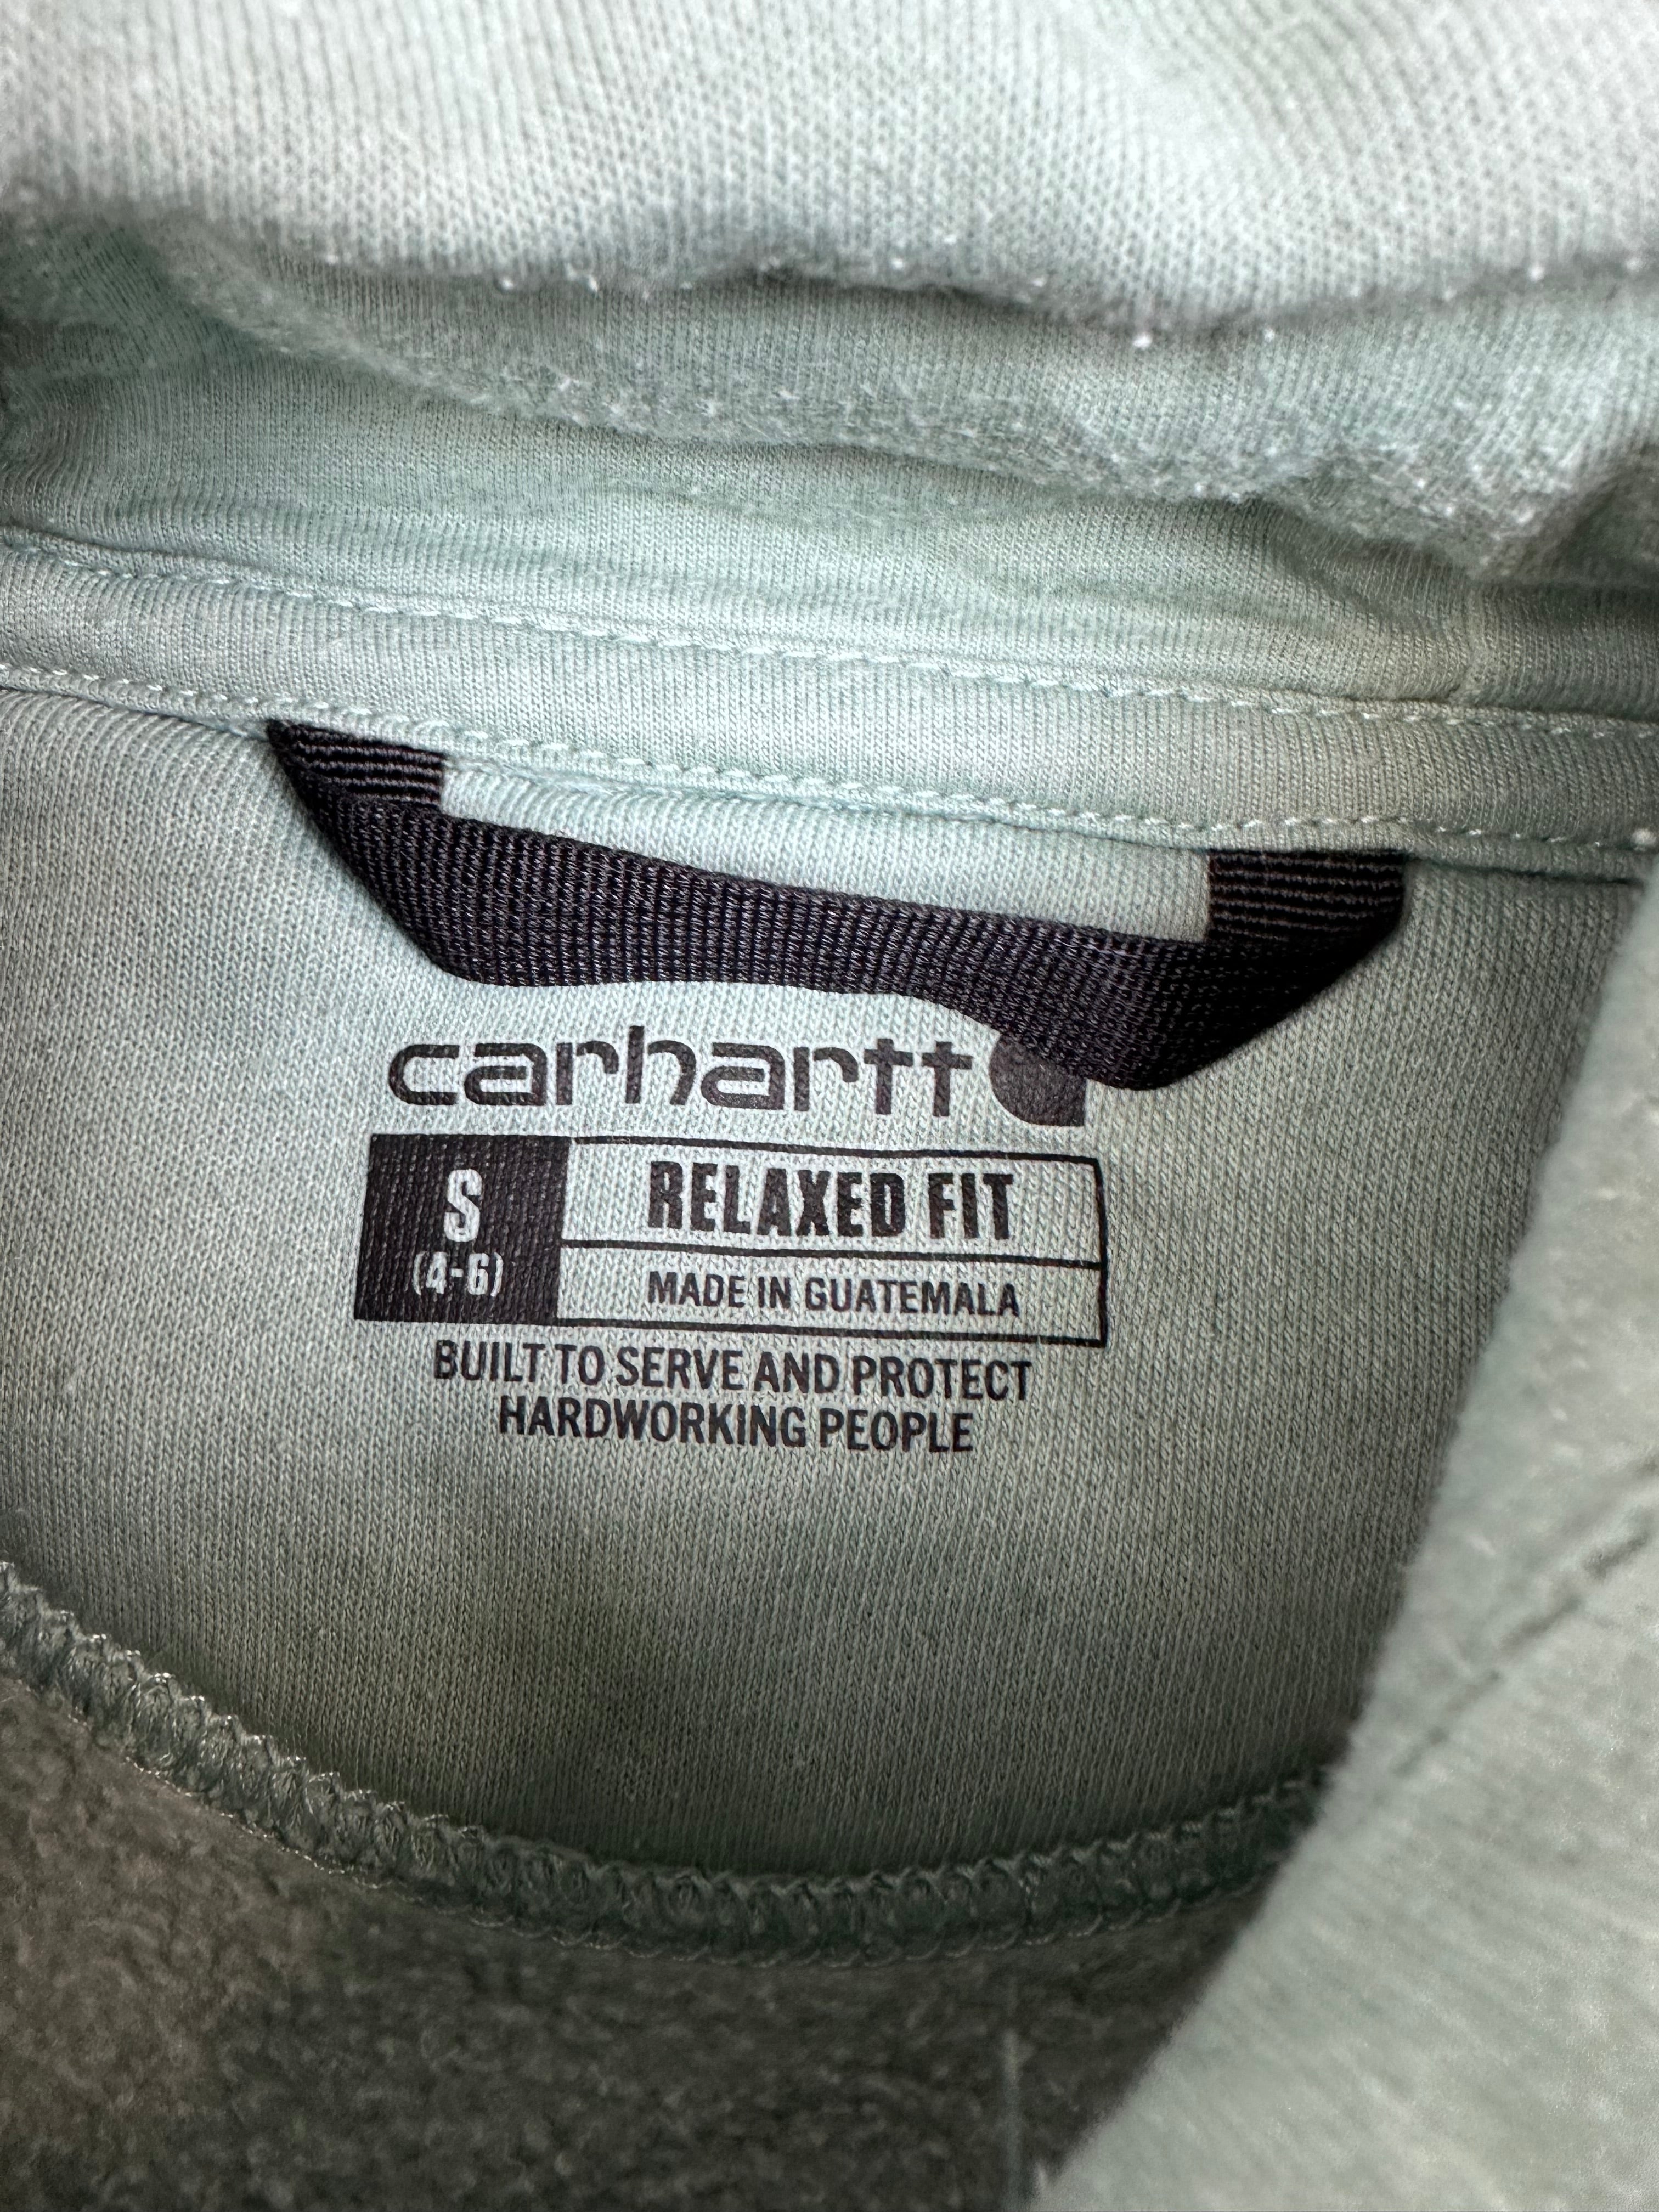 carhartt
S
(4-6)
RELAXED FIT
MADE IN GUATEMALA
BUILT TO SERVE AND PROTECT
HARDWORKING PEOPLE